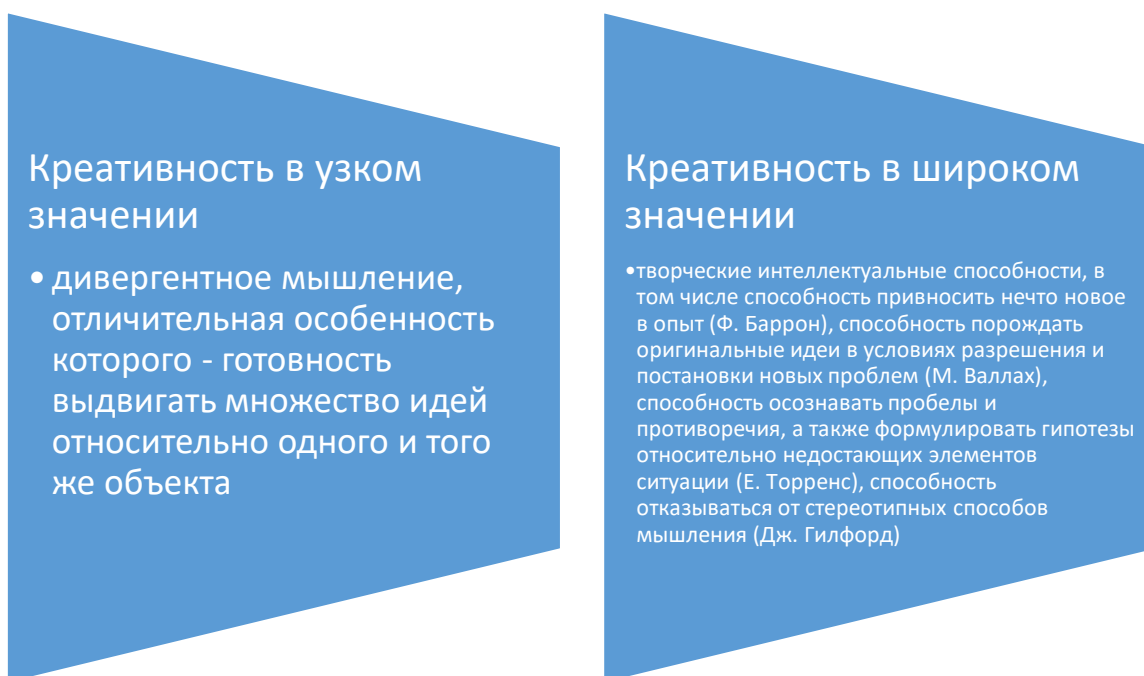 Креативность в узком
значении
• дивергентное мышление,
отличительная особенность
которого - готовность
выдвигать множество идей
относительно одного и того
же объекта
Креативность в широком
значении
•творческие интеллектуальные способности, в
том числе способность привносить нечто новое
в опыт (Ф. Баррон), способность порождать
оригинальные идеи в условиях разрешения и
постановки новых проблем (М. Валлах),
способность осознавать пробелы и
противоречия, а также формулировать гипотезы
относительно недостающих элементов
ситуации (Е. Торренс), способность
отказываться от стереотипных способов
мышления (Дж. Гилфорд)